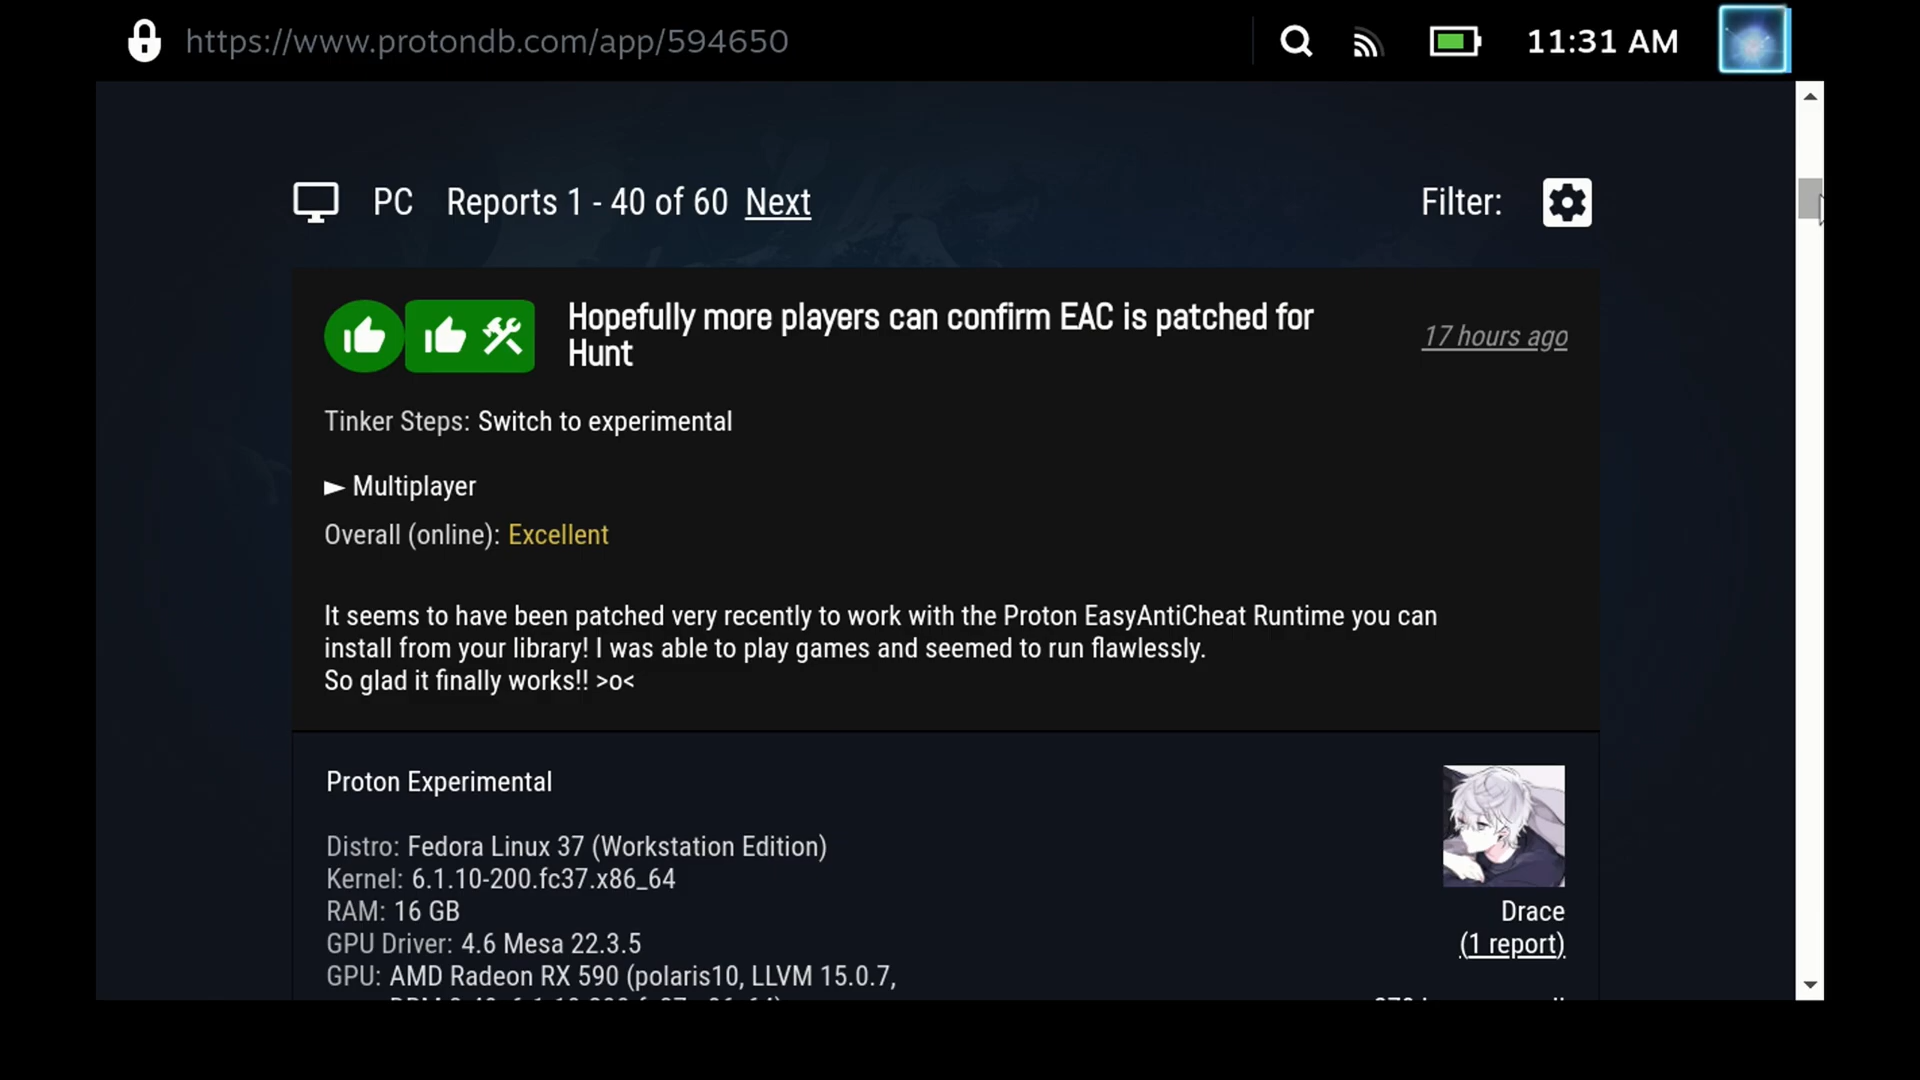 https://www.protondb.com/app/594650
11:31 AM
PC Reports 1 - 40 of 60 Next
Filter:
Hopefully more players can confirm EAC is patched for
Hunt
17 hours ago
Tinker Steps: Switch to experimental
► Multiplayer
Overall (online): Excellent
It seems to have been patched very recently to work with the Proton EasyAntiCheat Runtime you can
install from your library! I was able to play games and seemed to run flawlessly.
So glad it finally works!! >o<
Proton Experimental
Distro: Fedora Linux 37 (Workstation Edition)
Kernel: 6.1.10-200.fc37.x86_64
RAM: 16 GB
GPU Driver: 4.6 Mesa 22.3.5
GPU: AMD Radeon RX 590 (polaris10, LLVM 15.0.7,
Drace
(1 report)